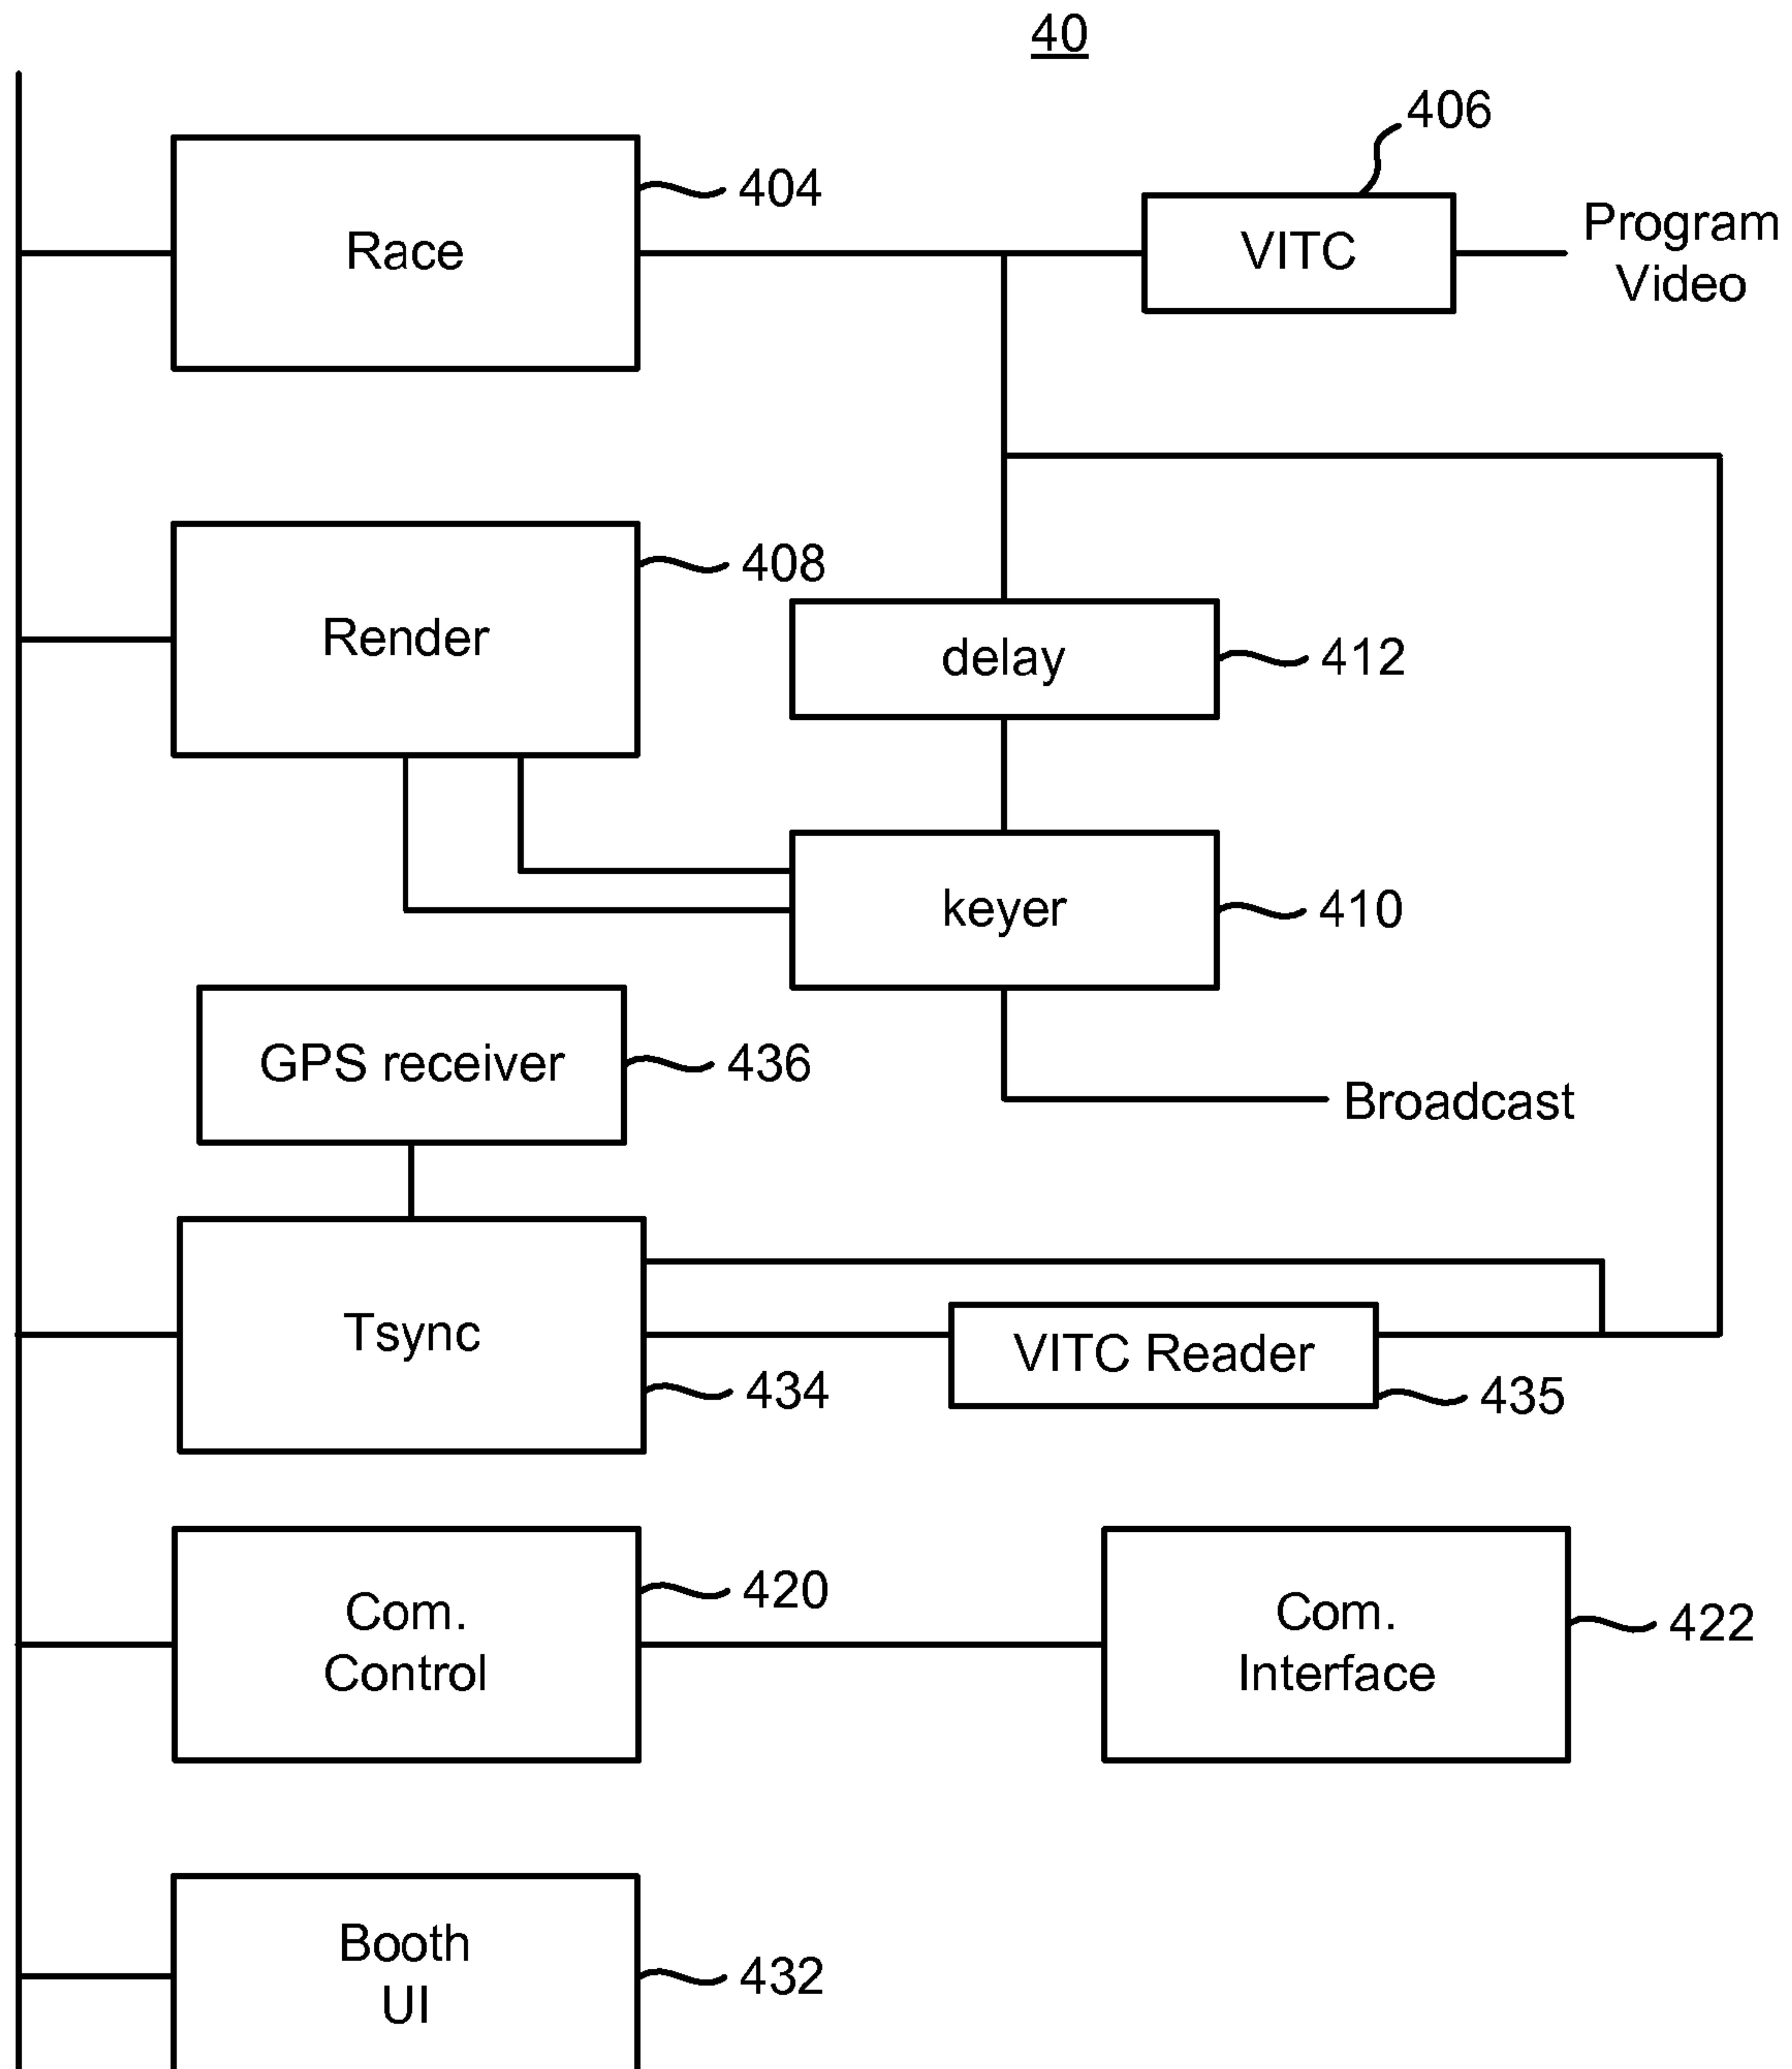 40
406
404
Race
VITC
Program
Video
408
Render
delay
412
keyer
410
GPS receiver
436
Broadcast
Tsync
VITC Reader
434
435
Com.
Control
420
Com.
Interface
422
Booth
UI
432